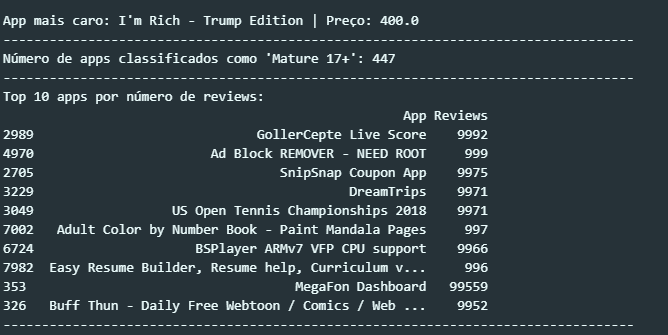 App mais caro: I'm Rich - Trump Edition | Preço: 400.0
--------------------------------------------------------------------------------
Número de apps classificados como 'Mature 17+': 447
--------------------------------------------------------------------------------
Top 10 apps por número de reviews:
App Reviews
2989 GollerCepte Live Score 9992
4970 Ad Block REMOVER - NEED ROOT 999
2705 SnipSnap Coupon App 9975
3229 DreamTrips 9971
3049 US Open Tennis Championships 2018 9971
7002 Adult Color by Number Book - Paint Mandala Pages 997
6724 BSPlayer ARMv7 VFP CPU support 9966
7982 Easy Resume Builder, Resume help, Curriculum v... 996
353 MegaFon Dashboard 99559
326 Buff Thun - Daily Free Webtoon / Comics / Web ... 9952
--------------------------------------------------------------------------------